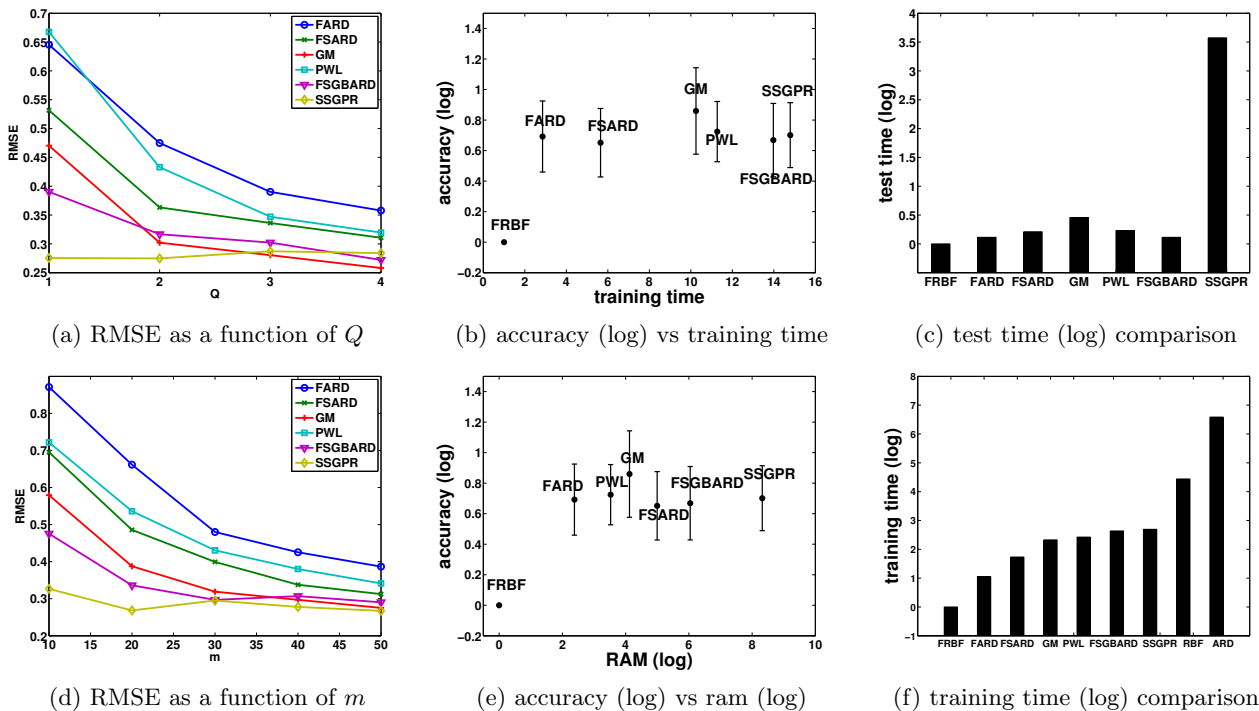 0.7
0.65
0.6
0.55
0.5
0.45
0.4
0.35
0.3
0.25
RMSE
1 2 3 4
Q
FARD
FSARD
GM
PWL
FSGBARD
SSGPR
(a) RMSE as a function of Q
1.4
1.2
1
0.8
0.6
0.4
0.2
0
−0.2
accuracy (log)
FRBF
FARD
FSARD
GM
PWL
FSGBARD
SSGPR
0 2 4 6 8 10 12 14 16
training time
(b) accuracy (log) vs training time
4
3.5
3
2.5
2
1.5
1
0.5
0
test time (log)
FRBF FARD FSARD GM PWL FSGBARD SSGPR
(c) test time (log) comparison
0.9
0.8
0.7
0.6
0.5
0.4
0.3
0.2
RMSE
10 15 20 25 30 35 40 45 50
m
FARD
FSARD
GM
PWL
FSGBARD
SSGPR
(d) RMSE as a function of m
1.4
1.2
1
0.8
0.6
0.4
0.2
0
−0.2
accuracy (log)
FRBF
FARD
PWL
GM
FSARD
FSGBARD
SSGPR
0 2 4 6 8 10
RAM (log)
(e) accuracy (log) vs ram (log)
8
7
6
5
4
3
2
1
0
−1
training time (log)
FRBF FARD FSARD GM PWL FSGBARD SSGPR RBF ARD
(f) training time (log) comparison